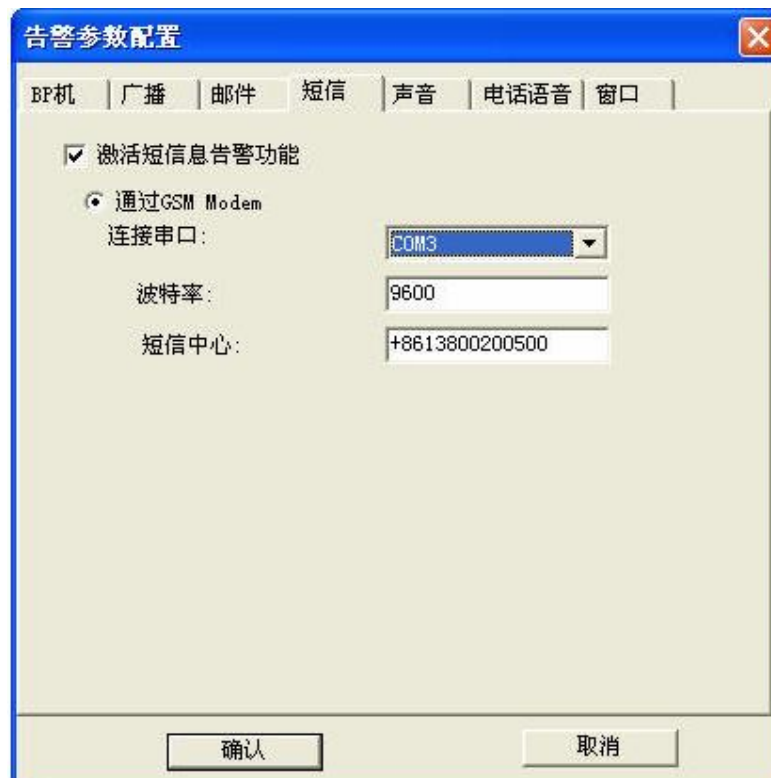 告警参数配置
BP机 广播 邮件 短信 声音 电话语音 窗口
激活短信息告警功能
通过GSM Modem
连接串口: COM3
波特率: 9600
短信中心: +8613800200500
确认 取消